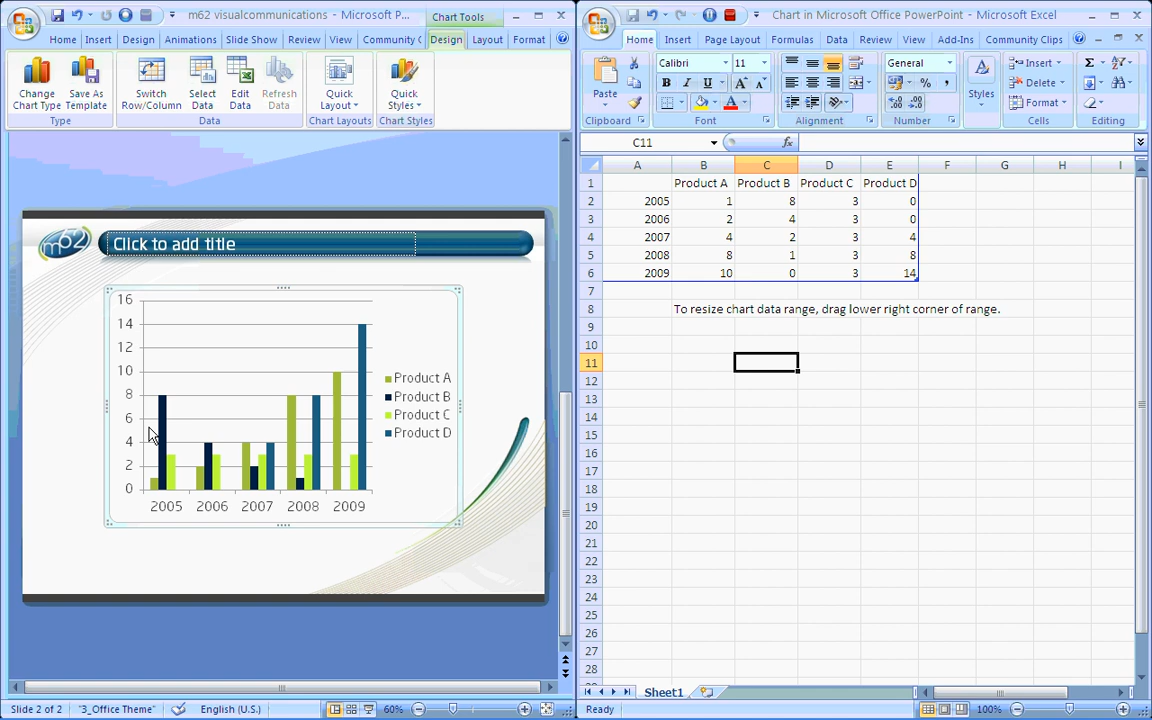 m62 visualcommunications - Microsoft P...
Chart Tools
Home Insert Design Animations Slide Show Review View Community ( Design Layout Format
Change Chart Type
Save As Template
Switch Row/Column
Select Data
Edit Data
Refresh Data
Quick Layout
Quick Styles
Type
Data
Chart Layouts
Chart Styles
m62
Click to add title
16
14
12
10
8
6
4
2
0
2005 2006 2007 2008 2009
Product A
Product B
Product C
Product D
Slide 2 of 2
"3_Office Theme"
English (U.S.)
60%
Chart in Microsoft Office PowerPoint - Microsoft Excel
Home Insert Page Layout Formulas Data Review View Add-Ins Community Clips
Paste
Calibri 11
B I U
A A
General
$ % ,
Styles
Insert
Delete
Format
Clipboard
Font
Alignment
Number
Cells
Editing
C11
fx
A B C D E F G H I
1 Product A Product B Product C Product D
2 2005 1 8 3 0
3 2006 2 4 3 0
4 2007 4 2 3 4
5 2008 8 1 3 8
6 2009 10 0 3 14
7
8 To resize chart data range, drag lower right corner of range.
9
10
11
12
13
14
15
16
17
18
19
20
21
22
23
24
25
26
27
28
Sheet1
Ready
100%